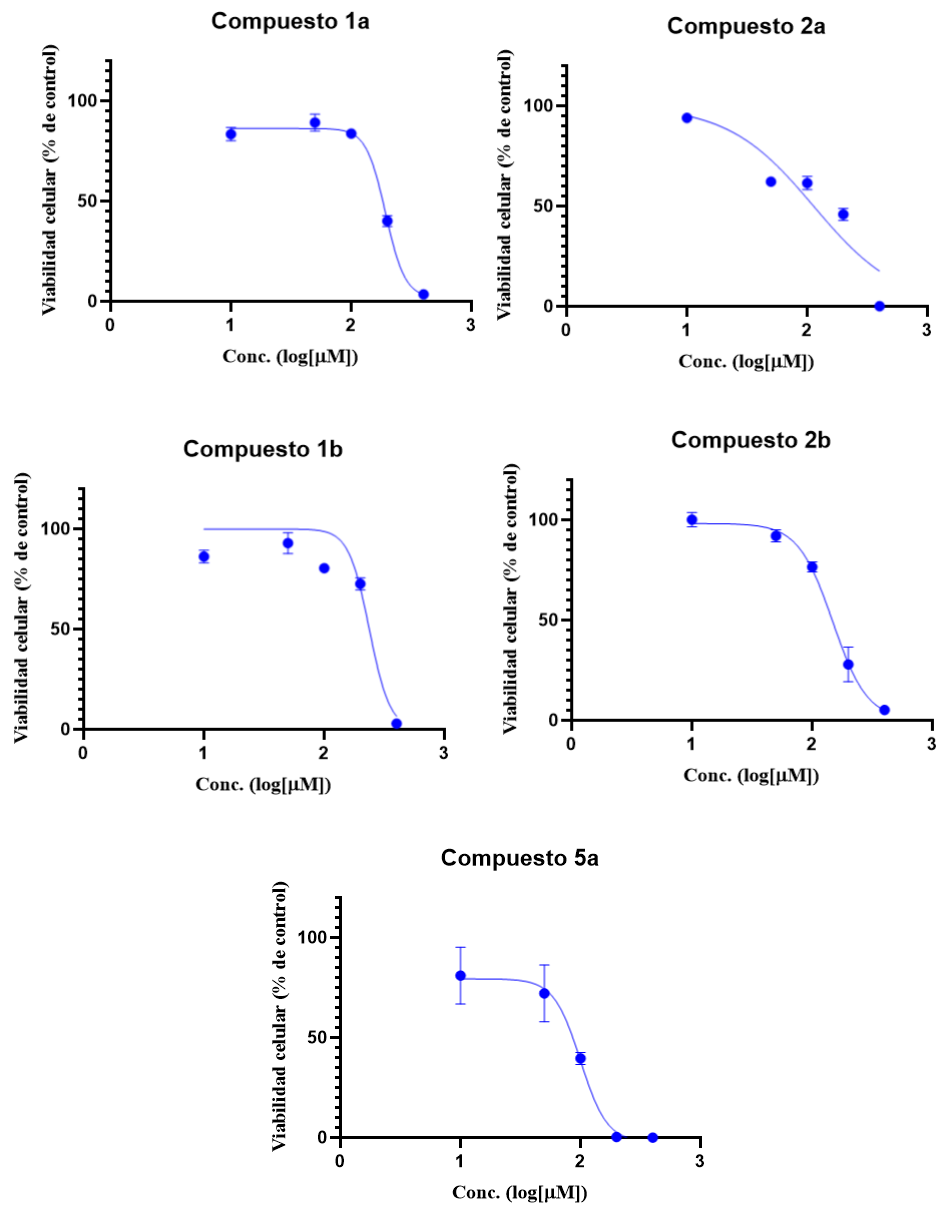 Compuesto 1a
Viabilidad celular (% de control)
100
50
0
0
1
2
3
Conc. (log[μM])
Compuesto 2a
Viabilidad celular (% de control)
100
50
0
0
1
2
3
Conc. (log[μM])
Compuesto 1b
Viabilidad celular (% de control)
100
50
0
0
1
2
3
Conc. (log[μM])
Compuesto 2b
Viabilidad celular (% de control)
100
50
0
0
1
2
3
Conc. (log[μM])
Compuesto 5a
Viabilidad celular (% de control)
100
50
0
0
1
2
3
Conc. (log[μM])